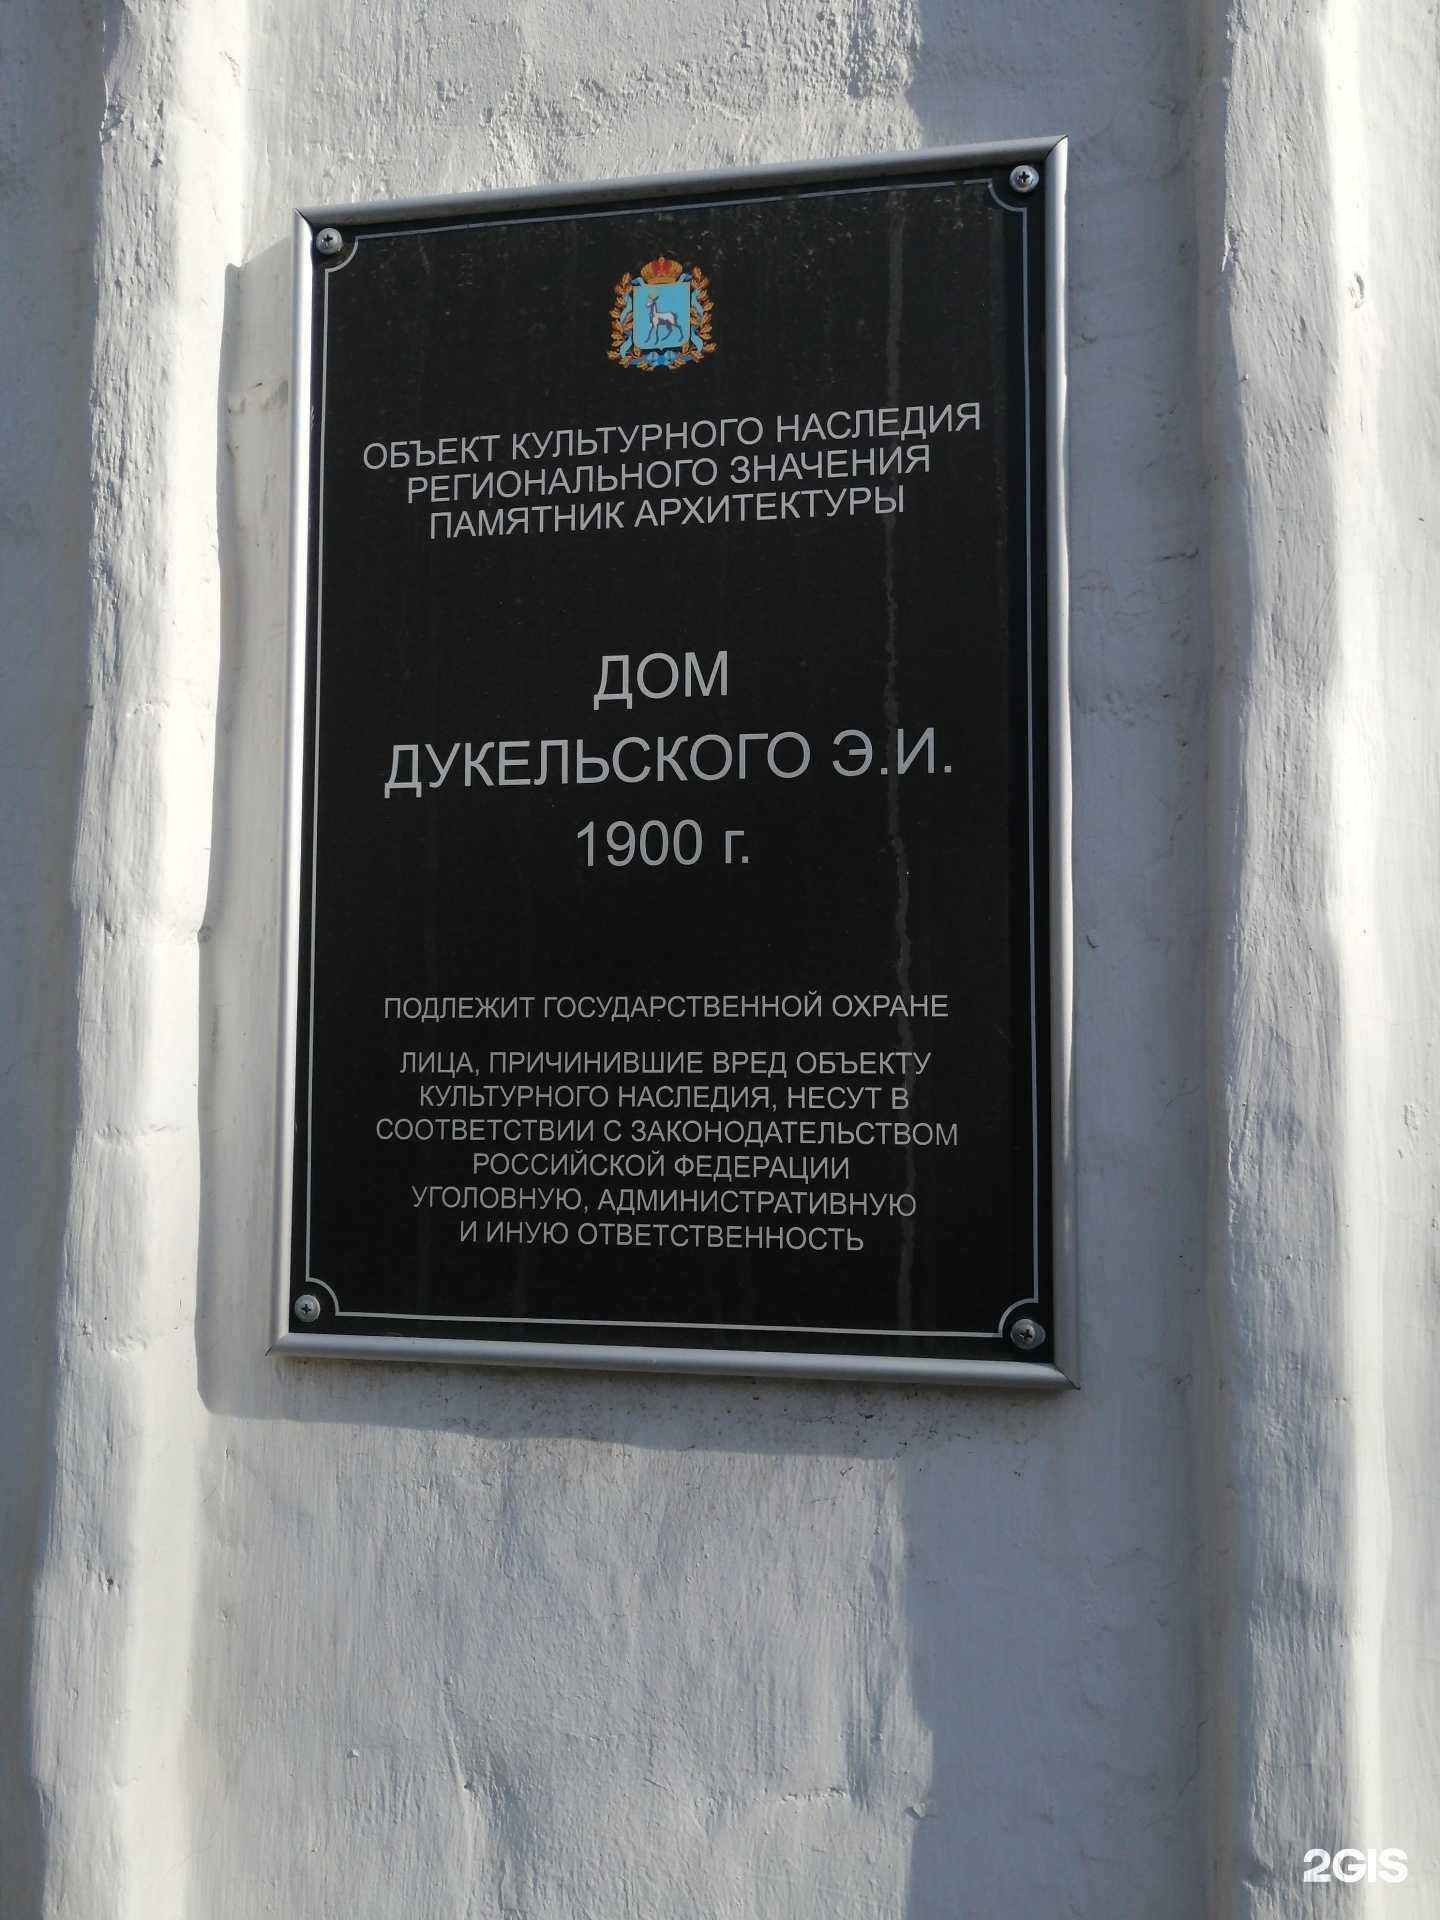 ОБЪЕКТ КУЛЬТУРНОГО НАСЛЕДИЯ
РЕГИОНАЛЬНОГО ЗНАЧЕНИЯ
ПАМЯТНИК АРХИТЕКТУРЫ
ДОМ
ДУКЕЛЬСКОГО Э.И.
1900 г.
ПОДЛЕЖИТ ГОСУДАРСТВЕННОЙ ОХРАНЕ
ЛИЦА, ПРИЧИНИВШИЕ ВРЕД ОБЪЕКТУ
КУЛЬТУРНОГО НАСЛЕДИЯ, НЕСУТ В
СООТВЕТСТВИИ С ЗАКОНОДАТЕЛЬСТВОМ
РОССИЙСКОЙ ФЕДЕРАЦИИ
УГОЛОВНУЮ, АДМИНИСТРАТИВНУЮ
И ИНУЮ ОТВЕТСТВЕННОСТЬ
2GIS